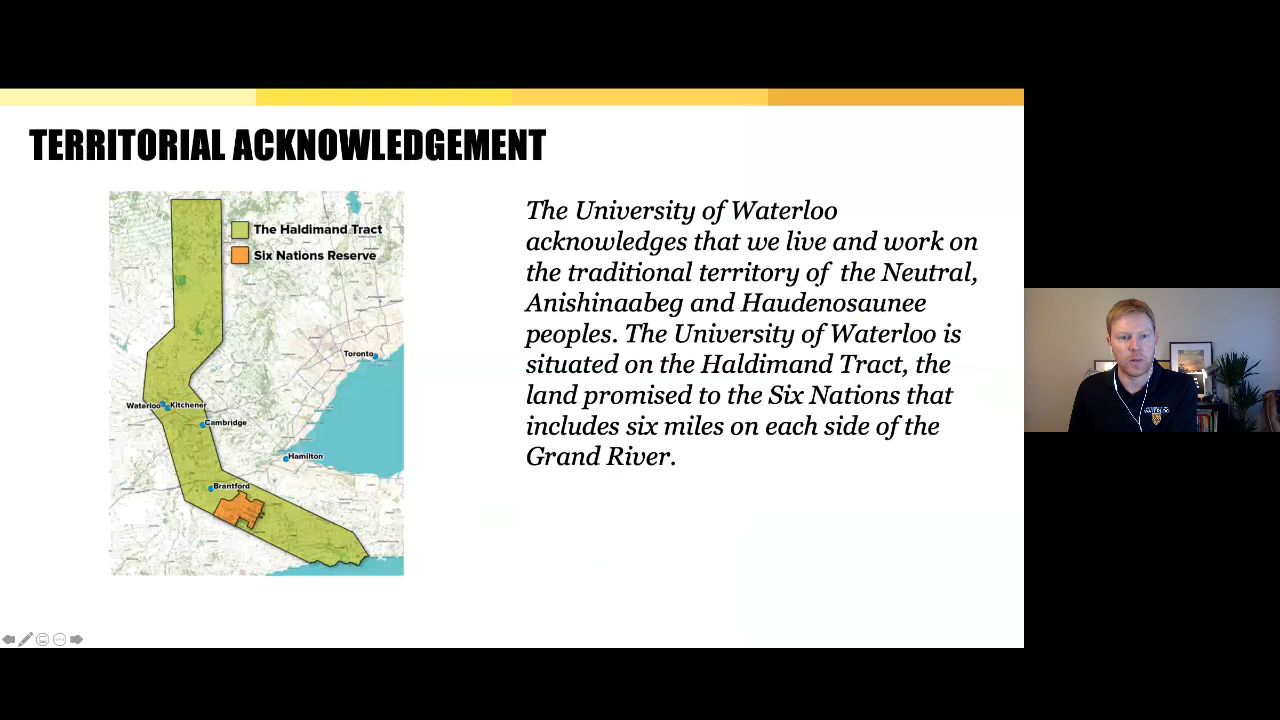 TERRITORIAL ACKNOWLEDGEMENT
The Haldimand Tract
Six Nations Reserve
Toronto
Waterloo
Kitchener
Cambridge
Hamilton
Brantford
The University of Waterloo
acknowledges that we live and work on
the traditional territory of the Neutral,
Anishinaabeg and Haudenosaunee
peoples. The University of Waterloo is
situated on the Haldimand Tract, the
land promised to the Six Nations that
includes six miles on each side of the
Grand River.
WATERLOO